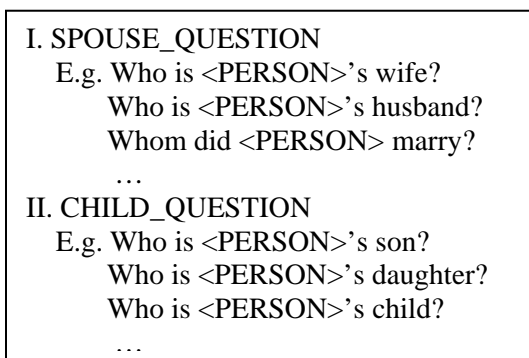 I. SPOUSE_QUESTION
E.g. Who is <PERSON>’s wife?
Who is <PERSON>’s husband?
Whom did <PERSON> marry?
…
II. CHILD_QUESTION
E.g. Who is <PERSON>’s son?
Who is <PERSON>’s daughter?
Who is <PERSON>’s child?
…